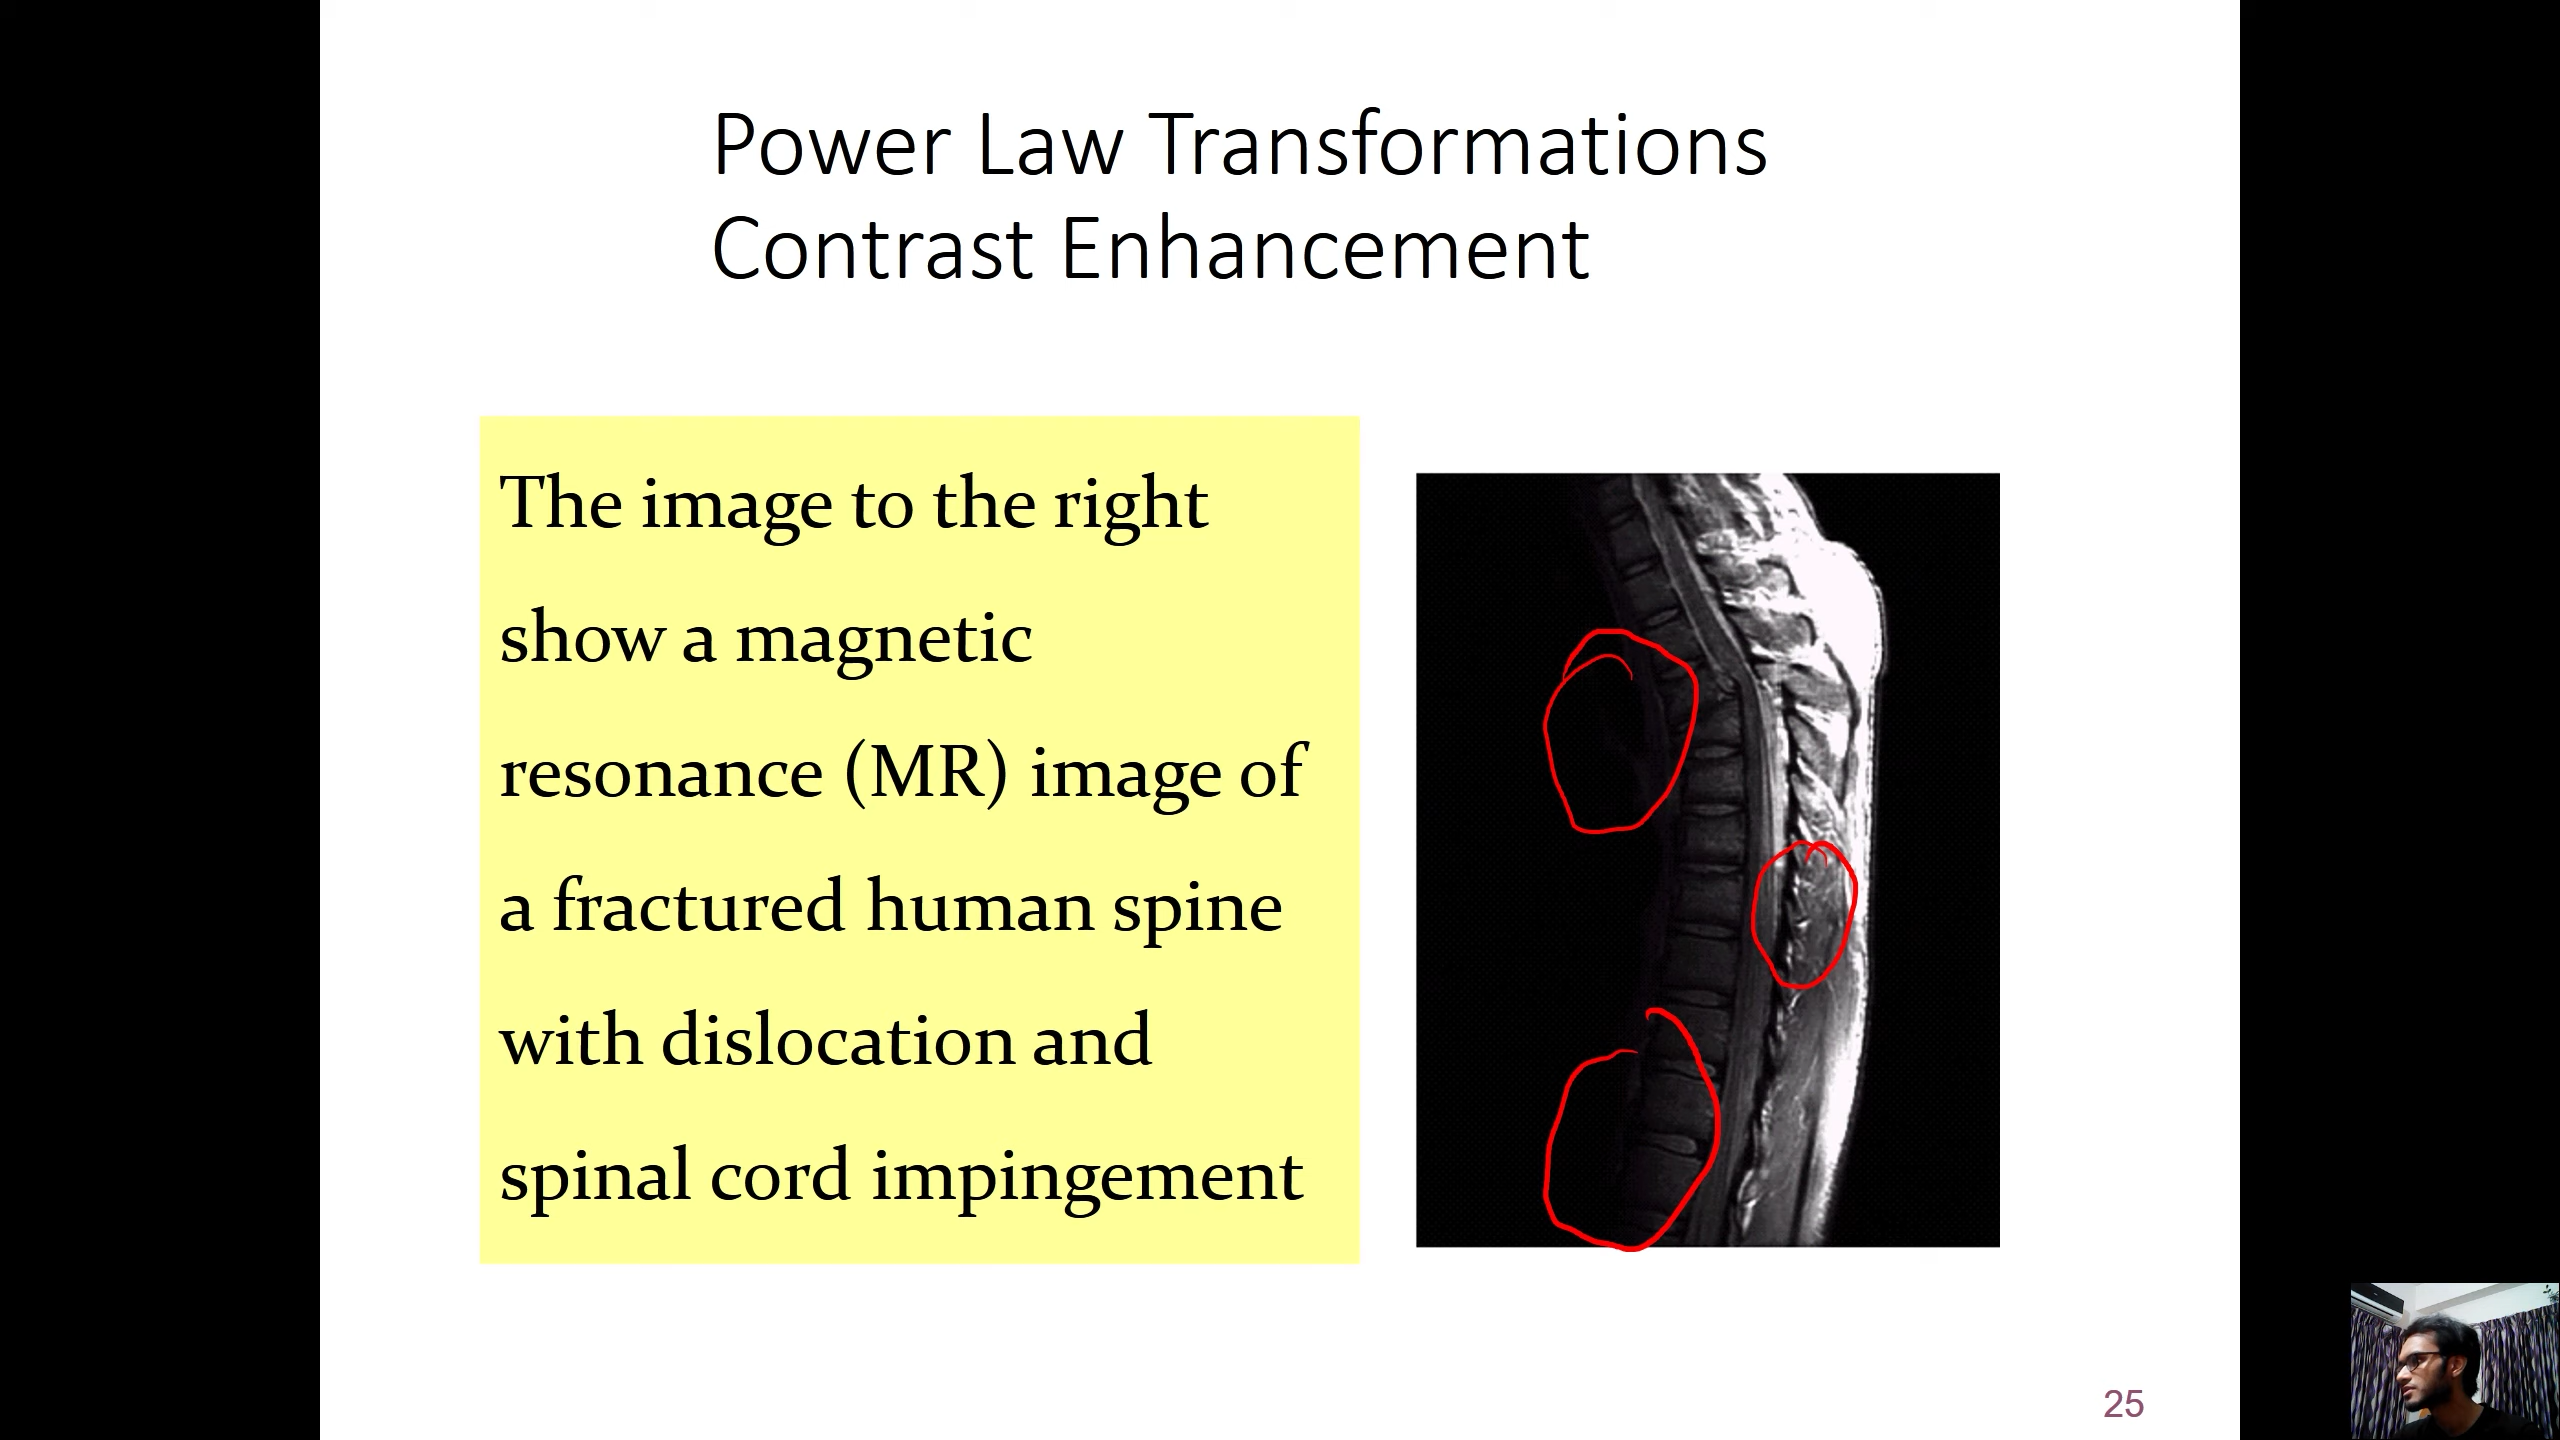 Power Law Transformations
Contrast Enhancement
The image to the right
show a magnetic
resonance (MR) image of
a fractured human spine
with dislocation and
spinal cord impingement
25